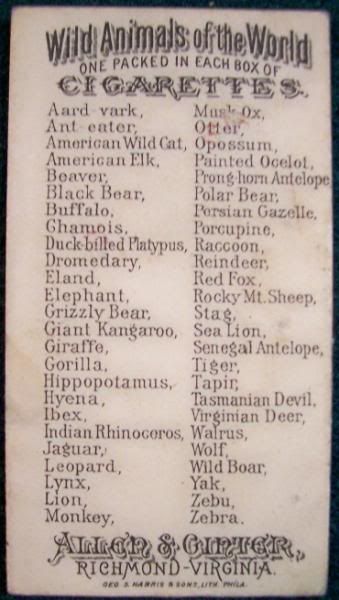 Wild Animals of the World
ONE PACKED IN EACH BOX OF
CIGARETTES.
Aard-vark,
Ant-eater,
American Wild Cat,
American Elk,
Beaver,
Black Bear,
Buffalo,
Chamois,
Duck-billed Platypus,
Dromedary,
Eland,
Elephant,
Grizzly Bear,
Giant Kangaroo,
Giraffe,
Gorilla,
Hippopotamus,
Hyena,
Ibex,
Indian Rhinoceros,
Jaguar,
Leopard,
Lynx,
Lion,
Monkey,
Musk Ox,
Otter,
Opossum,
Painted Ocelot,
Prong-horn Antelope
Polar Bear,
Persian Gazelle,
Porcupine,
Raccoon,
Reindeer,
Red Fox,
Rocky Mt. Sheep,
Stag,
Sea Lion,
Senegal Antelope,
Tiger,
Tapir,
Tasmanian Devil,
Virginian Deer,
Walrus,
Wolf,
Wild Boar,
Yak,
Zebu,
Zebra.
ALLEN & GINTER,
RICHMOND-VIRGINIA.
GEO. S. HARRIS & SONS, LITH. PHILA.